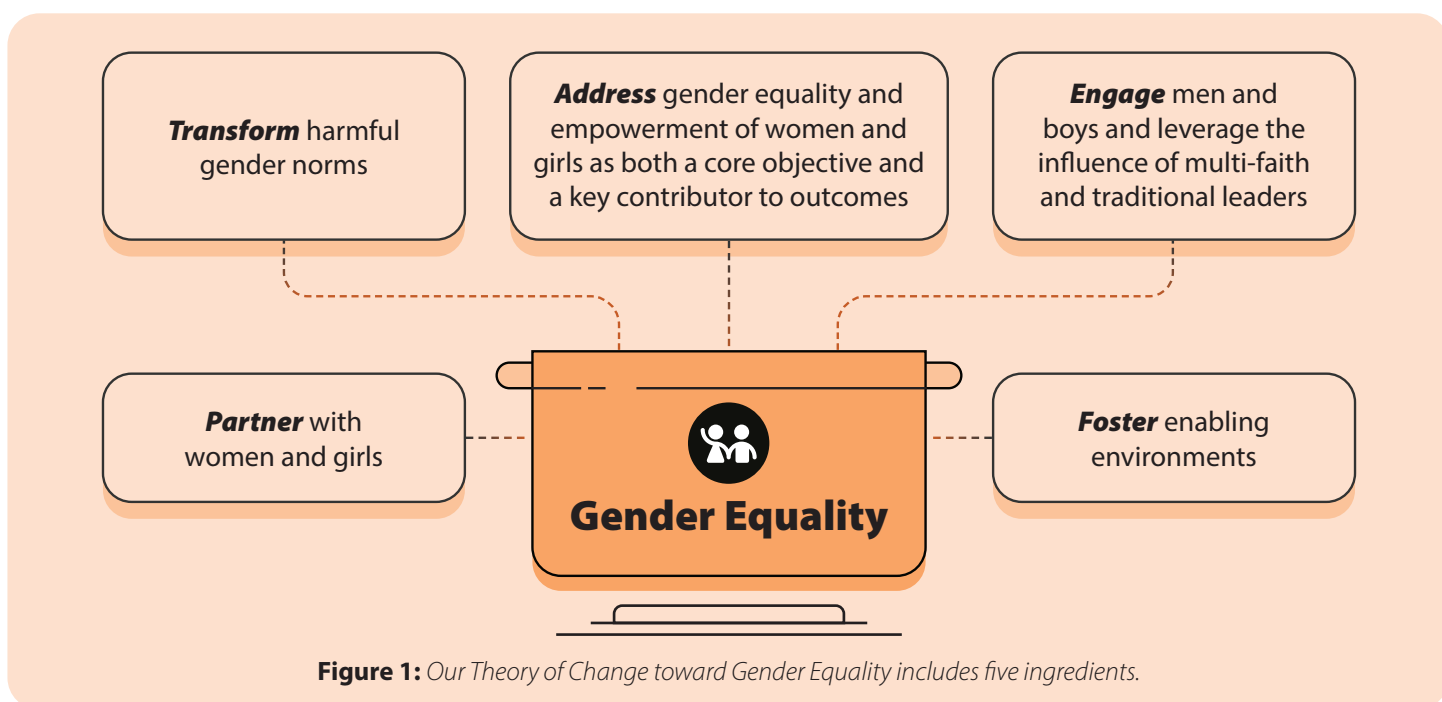 Transform harmful
gender norms
Address gender equality and
empowerment of women and
girls as both a core objective and
a key contributor to outcomes
Engage men and
boys and leverage the
influence of multi-faith
and traditional leaders
Partner with
women and girls
Gender Equality
Foster enabling
environments
Figure 1: Our Theory of Change toward Gender Equality includes five ingredients.